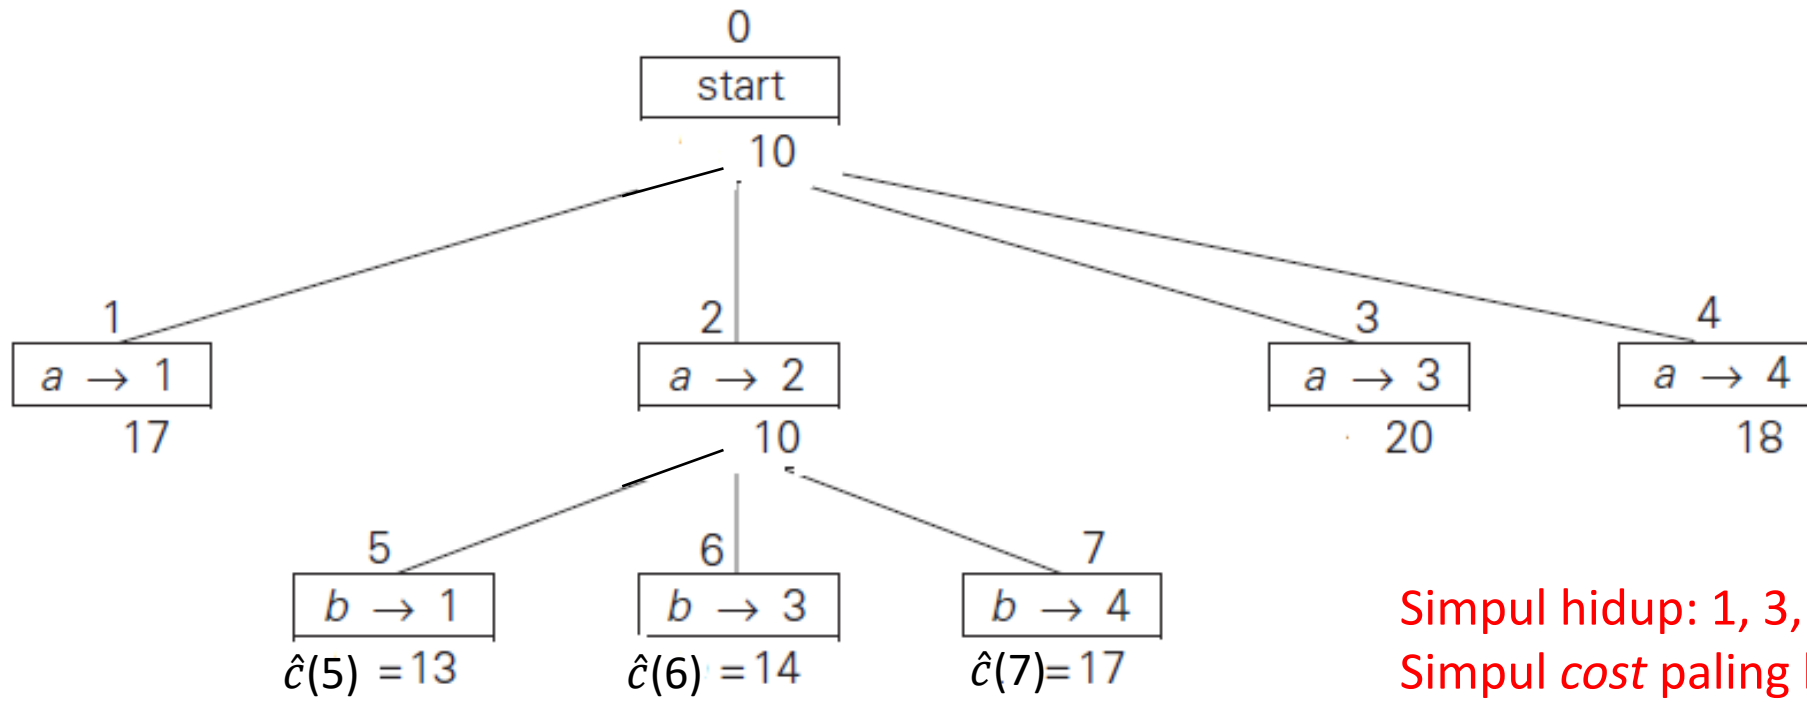 0
start
10
1 2 3 4
a → 1 a → 2 a → 3 a → 4
17 10 20 18
5 6 7
b → 1 b → 3 b → 4
ĉ(5) =13 ĉ(6) =14 ĉ(7)=17
Simpul hidup: 1, 3,
Simpul cost paling